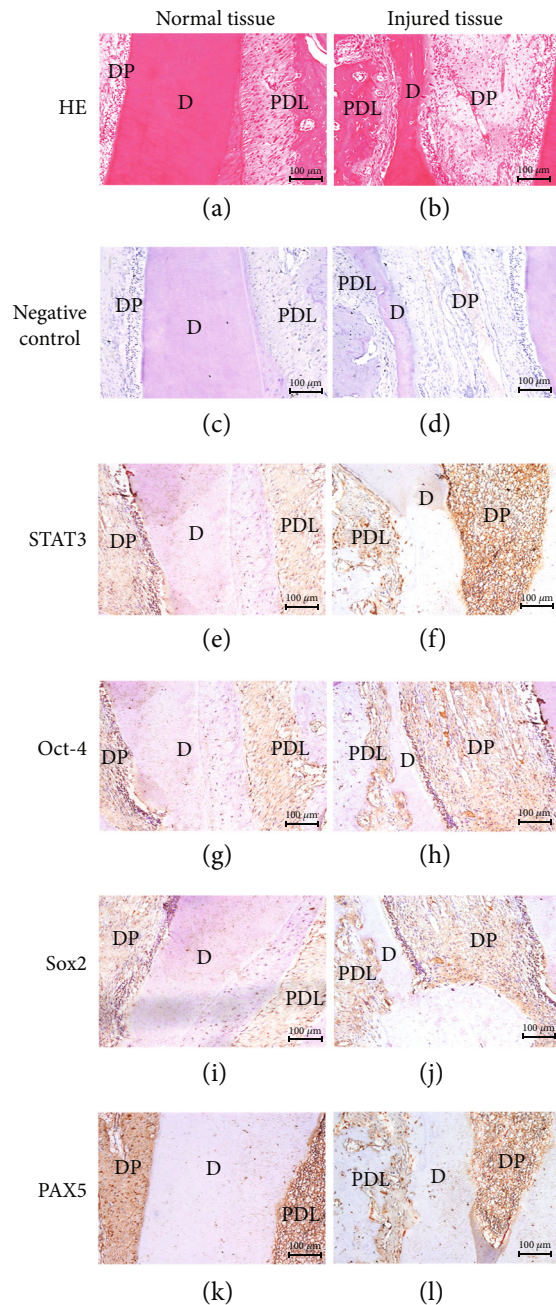 Normal tissue Injured tissue
HE
DP D PDL 100 μm
PDL D DP 100 μm
(a) (b)
Negative
control
DP D PDL 100 μm
PDL D DP 100 μm
(c) (d)
STAT3
DP D PDL 100 μm
PDL D DP 100 μm
(e) (f)
Oct-4
DP D PDL 100 μm
PDL D DP 100 μm
(g) (h)
Sox2
DP D PDL 100 μm
PDL D DP 100 μm
(i) (j)
PAX5
DP D PDL 100 μm
PDL D DP 100 μm
(k) (l)